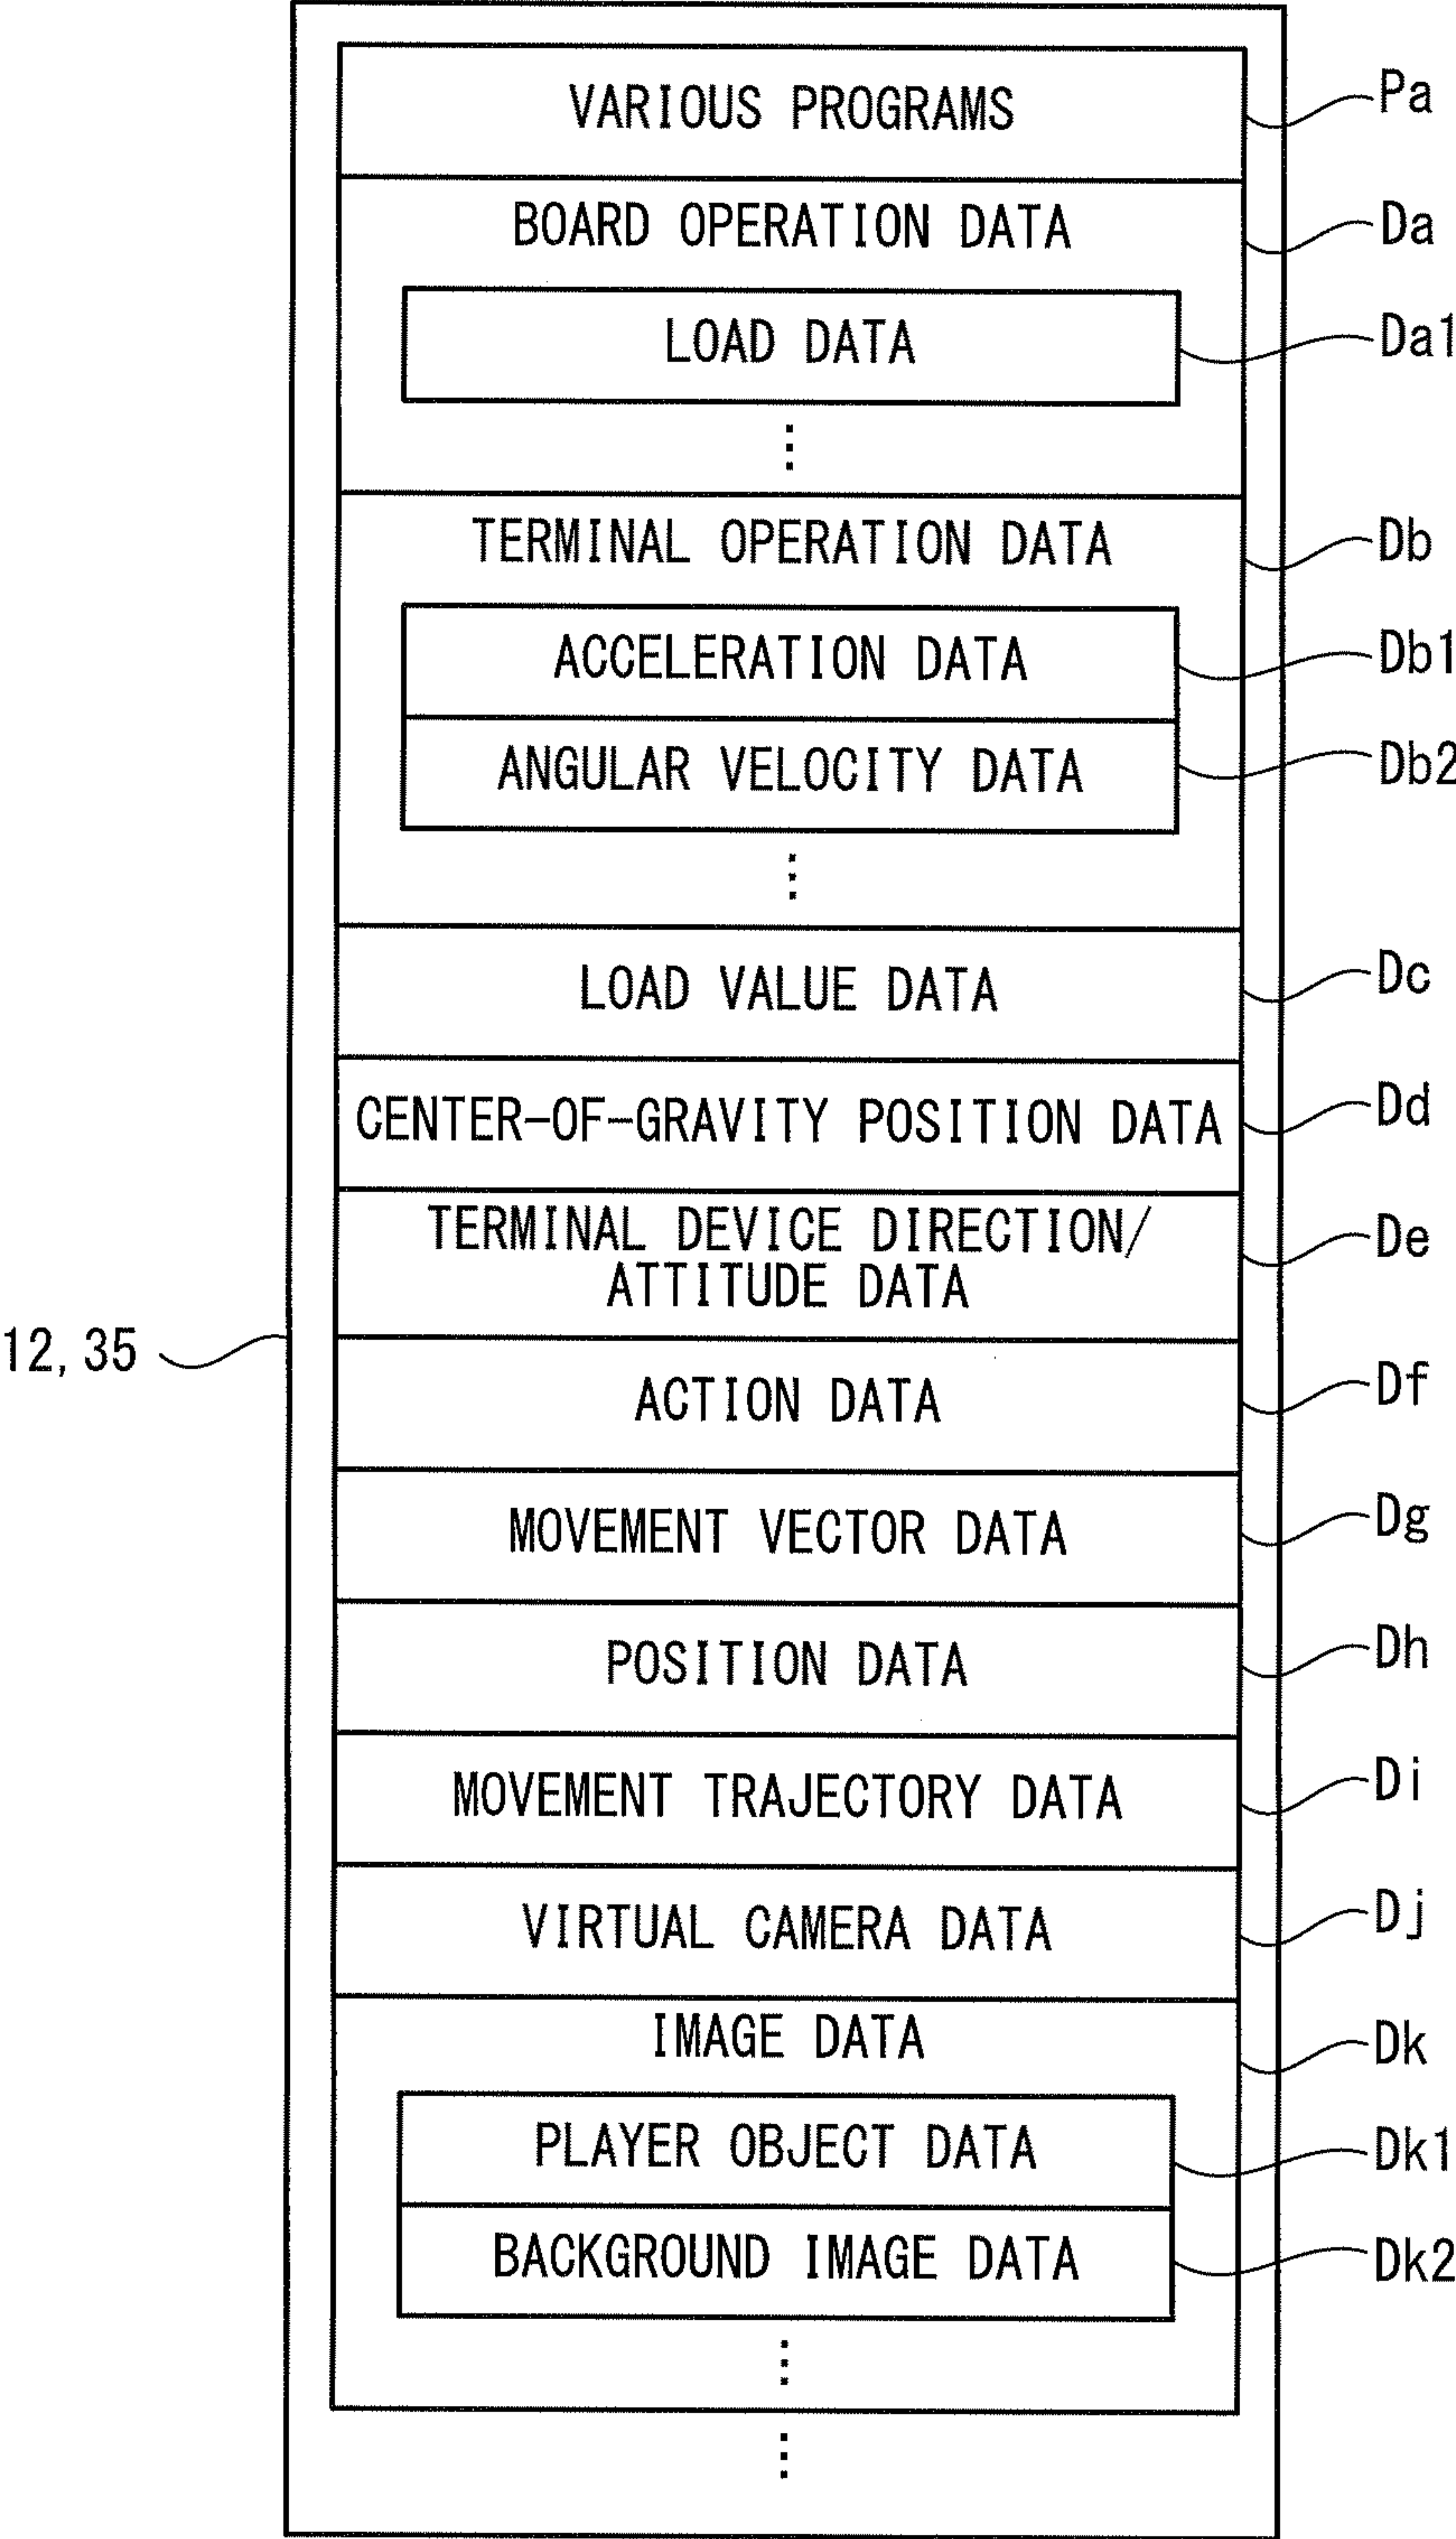 VARIOUS PROGRAMS
Pa
BOARD OPERATION DATA
Da
LOAD DATA
Da1
TERMINAL OPERATION DATA
Db
ACCELERATION DATA
Db1
ANGULAR VELOCITY DATA
Db2
LOAD VALUE DATA
Dc
CENTER-OF-GRAVITY POSITION DATA
Dd
TERMINAL DEVICE DIRECTION/
ATTITUDE DATA
De
12, 35
ACTION DATA
Df
MOVEMENT VECTOR DATA
Dg
POSITION DATA
Dh
MOVEMENT TRAJECTORY DATA
Di
VIRTUAL CAMERA DATA
Dj
IMAGE DATA
Dk
PLAYER OBJECT DATA
Dk1
BACKGROUND IMAGE DATA
Dk2